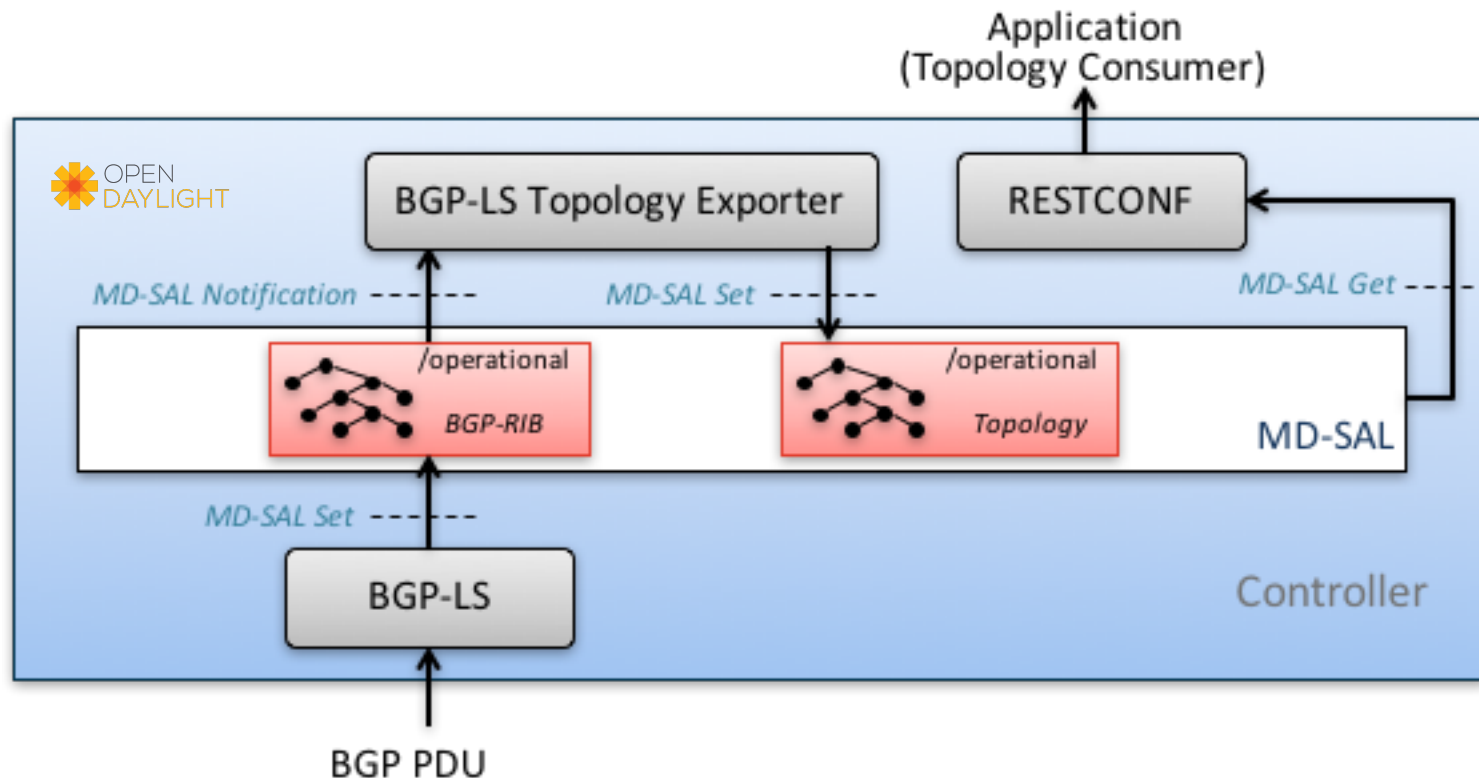 Application
(Topology Consumer)
OPEN
DAYLIGHT
BGP-LS Topology Exporter
RESTCONF
MD-SAL Notification
MD-SAL Set
MD-SAL Get
/operational
BGP-RIB
/operational
Topology
MD-SAL
MD-SAL Set
BGP-LS
Controller
BGP PDU